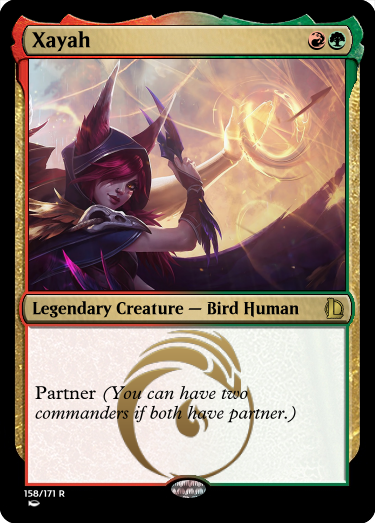 Xayah
Legendary Creature — Bird Human
Partner (You can have two
commanders if both have partner.)
158/171 R